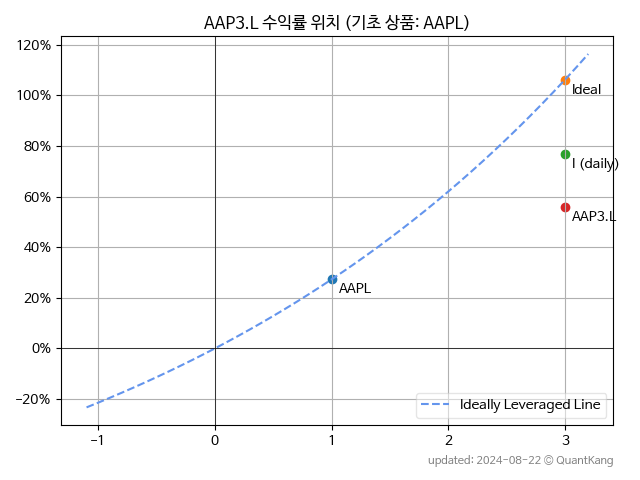 AAP3.L 수익률 위치 (기초 상품: AAPL)
120%
100%
80%
60%
40%
20%
0%
−20%
Ideal
I (daily)
AAP3.L
AAPL
Ideally Leveraged Line
−1
0
1
2
3
updated: 2024-08-22 © QuantKang